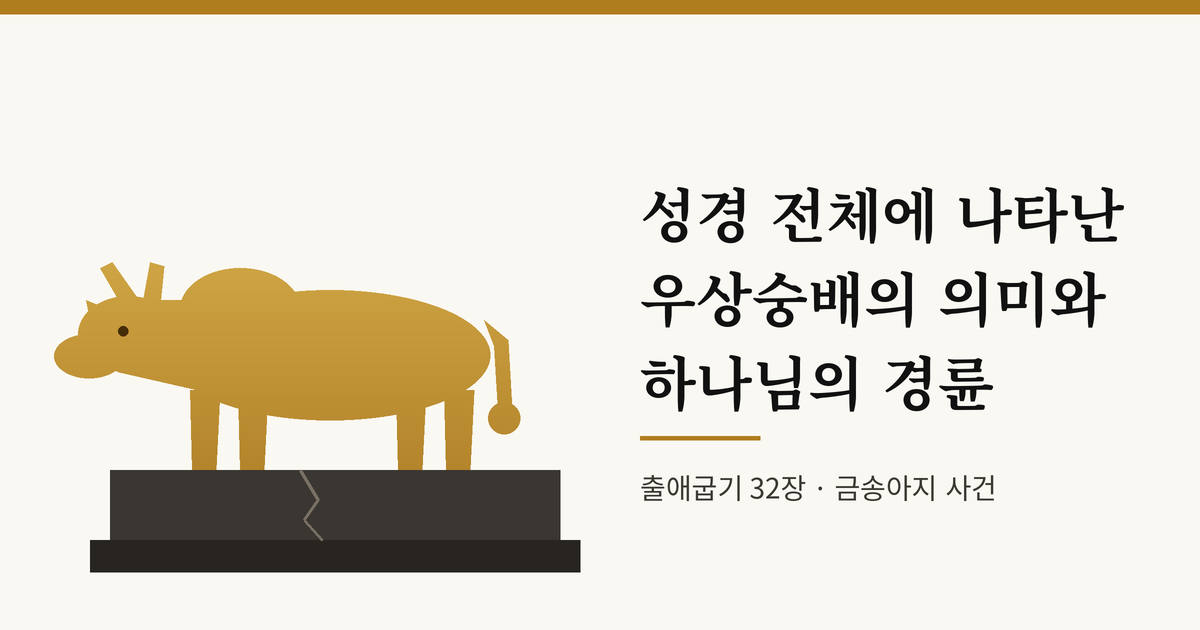 성경 전체에 나타난
우상숭배의 의미와
하나님의 경륜
출애굽기 32장 · 금송아지 사건